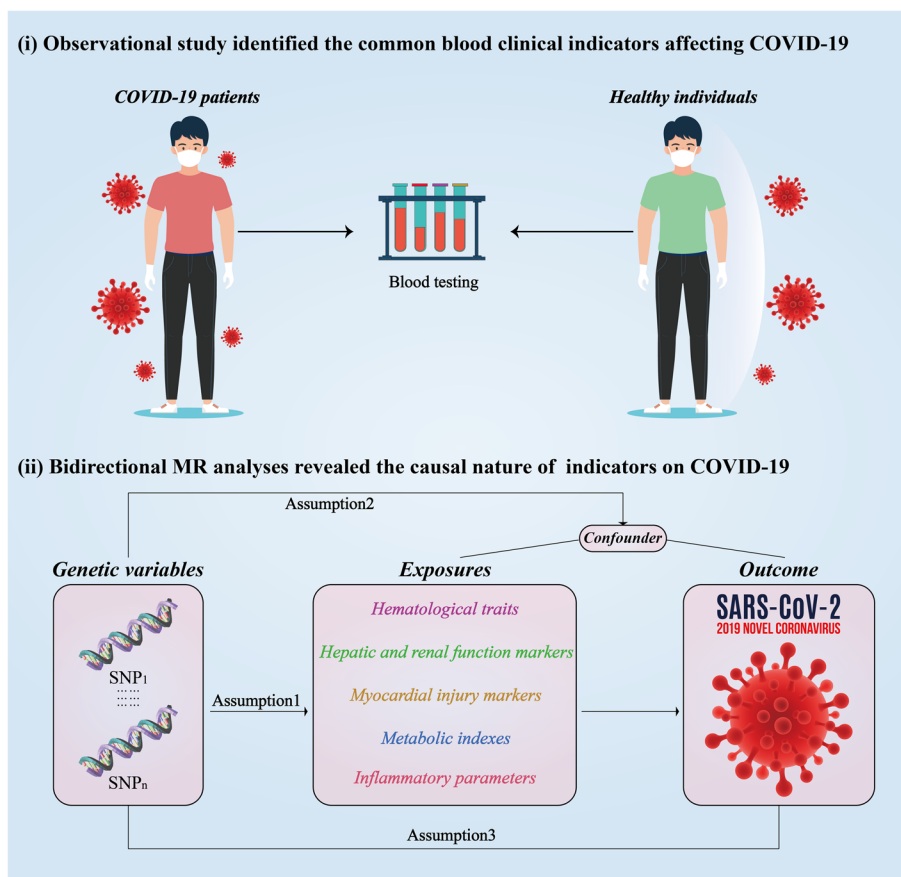 (i) Observational study identified the common blood clinical indicators affecting COVID-19
COVID-19 patients
Healthy individuals
Blood testing
(ii) Bidirectional MR analyses revealed the causal nature of indicators on COVID-19
Assumption2
Confounder
Genetic variables
Exposures
Outcome
SNP1
... ...
... ...
... ...
SNPn
Assumption1
Hematological traits
Hepatic and renal function markers
Myocardial injury markers
Metabolic indexes
Inflammatory parameters
SARS-CoV-2
2019 NOVEL CORONAVIRUS
Assumption3